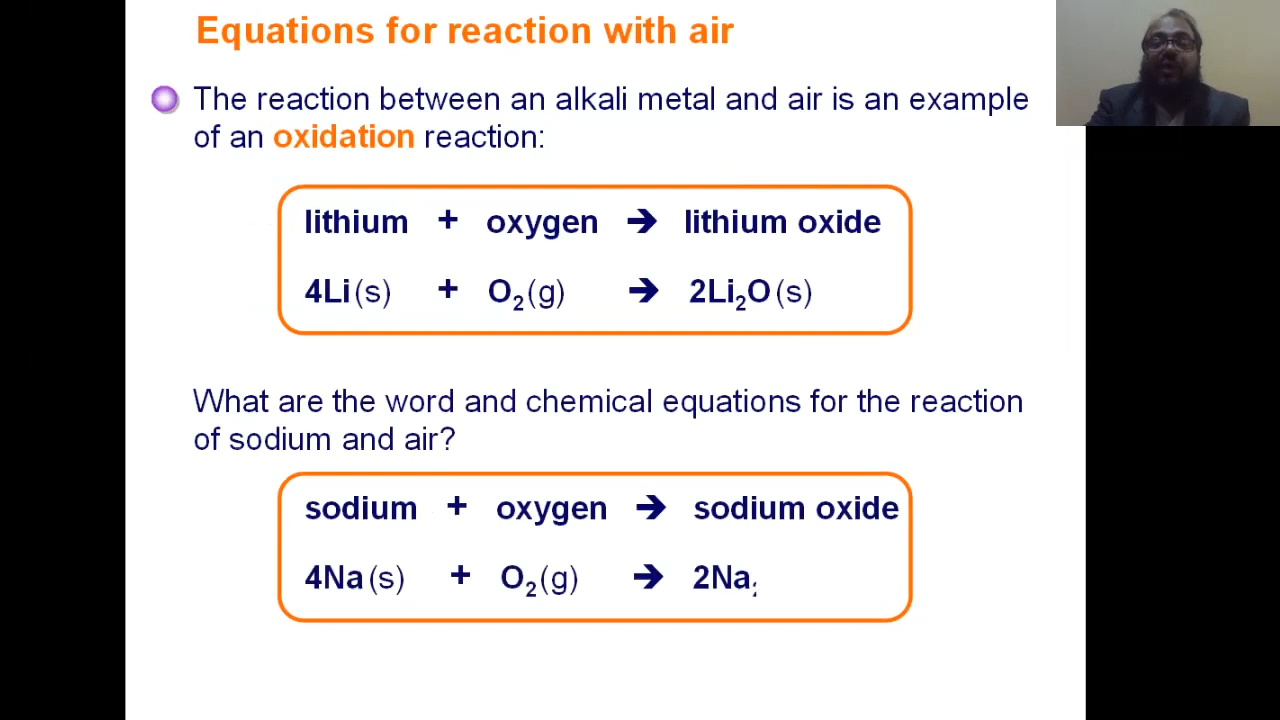 Equations for reaction with air
The reaction between an alkali metal and air is an example
of an oxidation reaction:
lithium + oxygen ➔ lithium oxide
4Li (s) + O₂ (g) ➔ 2Li₂O (s)
What are the word and chemical equations for the reaction
of sodium and air?
sodium + oxygen ➔ sodium oxide
4Na (s) + O₂ (g) ➔ 2Na